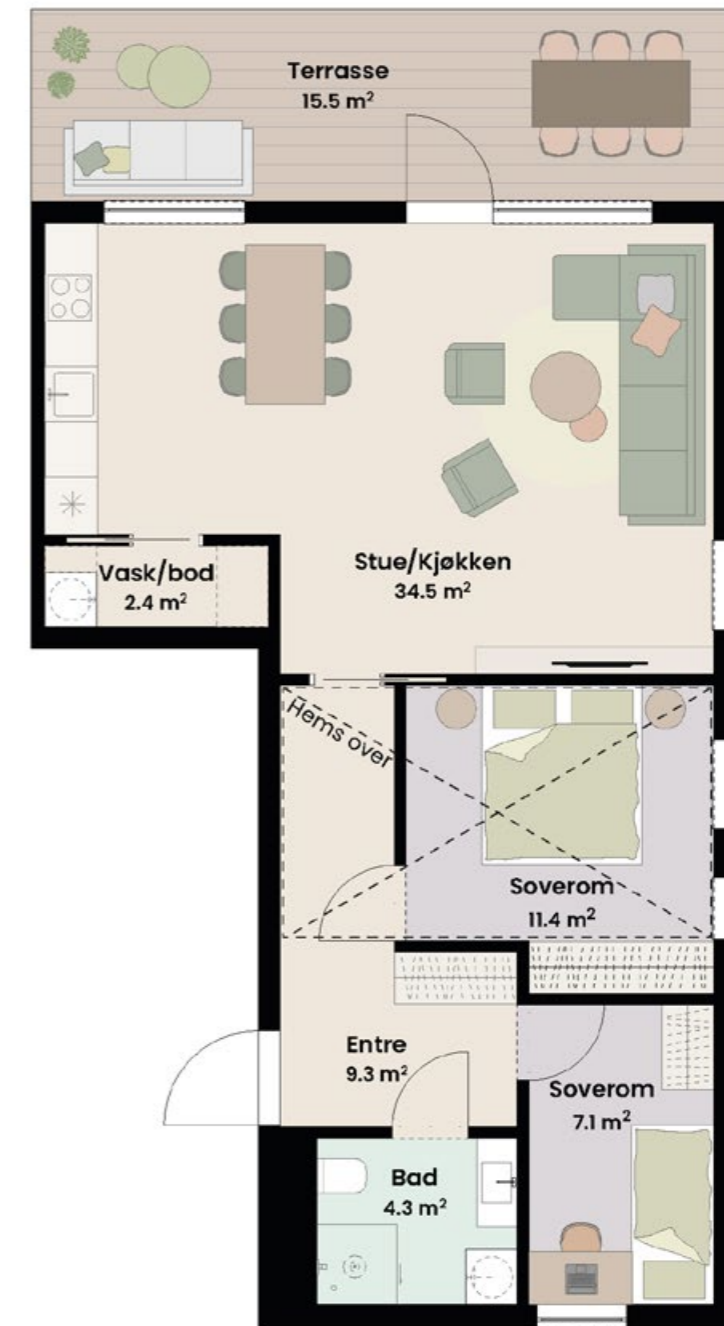 Terrasse
15.5 m²
Vask/bod
2.4 m²
Stue/Kjøkken
34.5 m²
Hems over
Soverom
11.4 m²
Entre
9.3 m²
Soverom
7.1 m²
Bad
4.3 m²